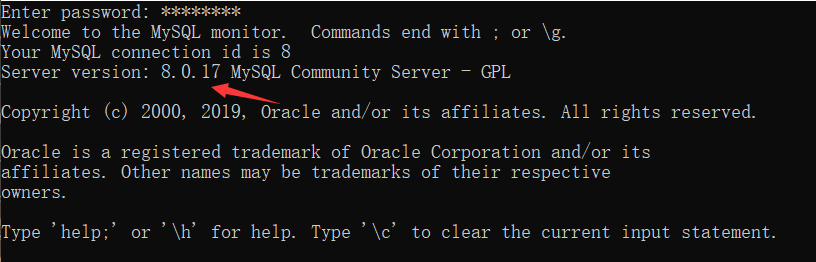 Enter password: ********
Welcome to the MySQL monitor.  Commands end with ; or \g.
Your MySQL connection id is 8
Server version: 8.0.17 MySQL Community Server - GPL
Copyright (c) 2000, 2019, Oracle and/or its affiliates. All rights reserved.
Oracle is a registered trademark of Oracle Corporation and/or its
affiliates. Other names may be trademarks of their respective
owners.
Type 'help;' or '\h' for help. Type '\c' to clear the current input statement.